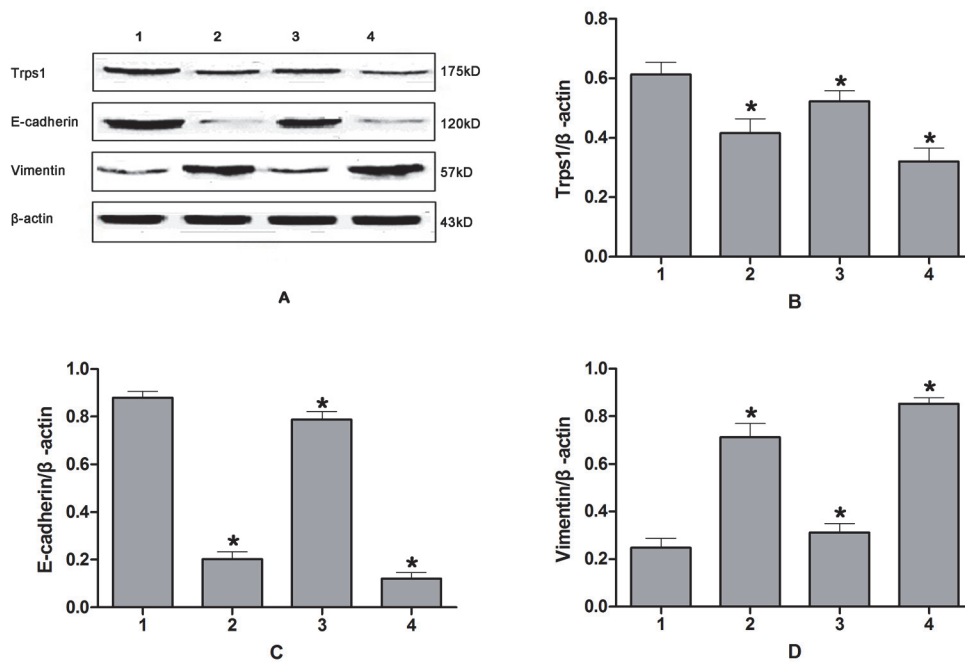 1 2 3 4
Trps1 175kD
E-cadherin 120kD
Vimentin 57kD
β-actin 43kD
A
Trps1/β -actin
0.8
0.6
0.4
0.2
0.0
* * *
1 2 3 4
B
E-cadherin/β -actin
1.0
0.8
0.6
0.4
0.2
0.0
* * *
1 2 3 4
C
Vimentin/β -actin
1.0
0.8
0.6
0.4
0.2
0.0
* * *
1 2 3 4
D